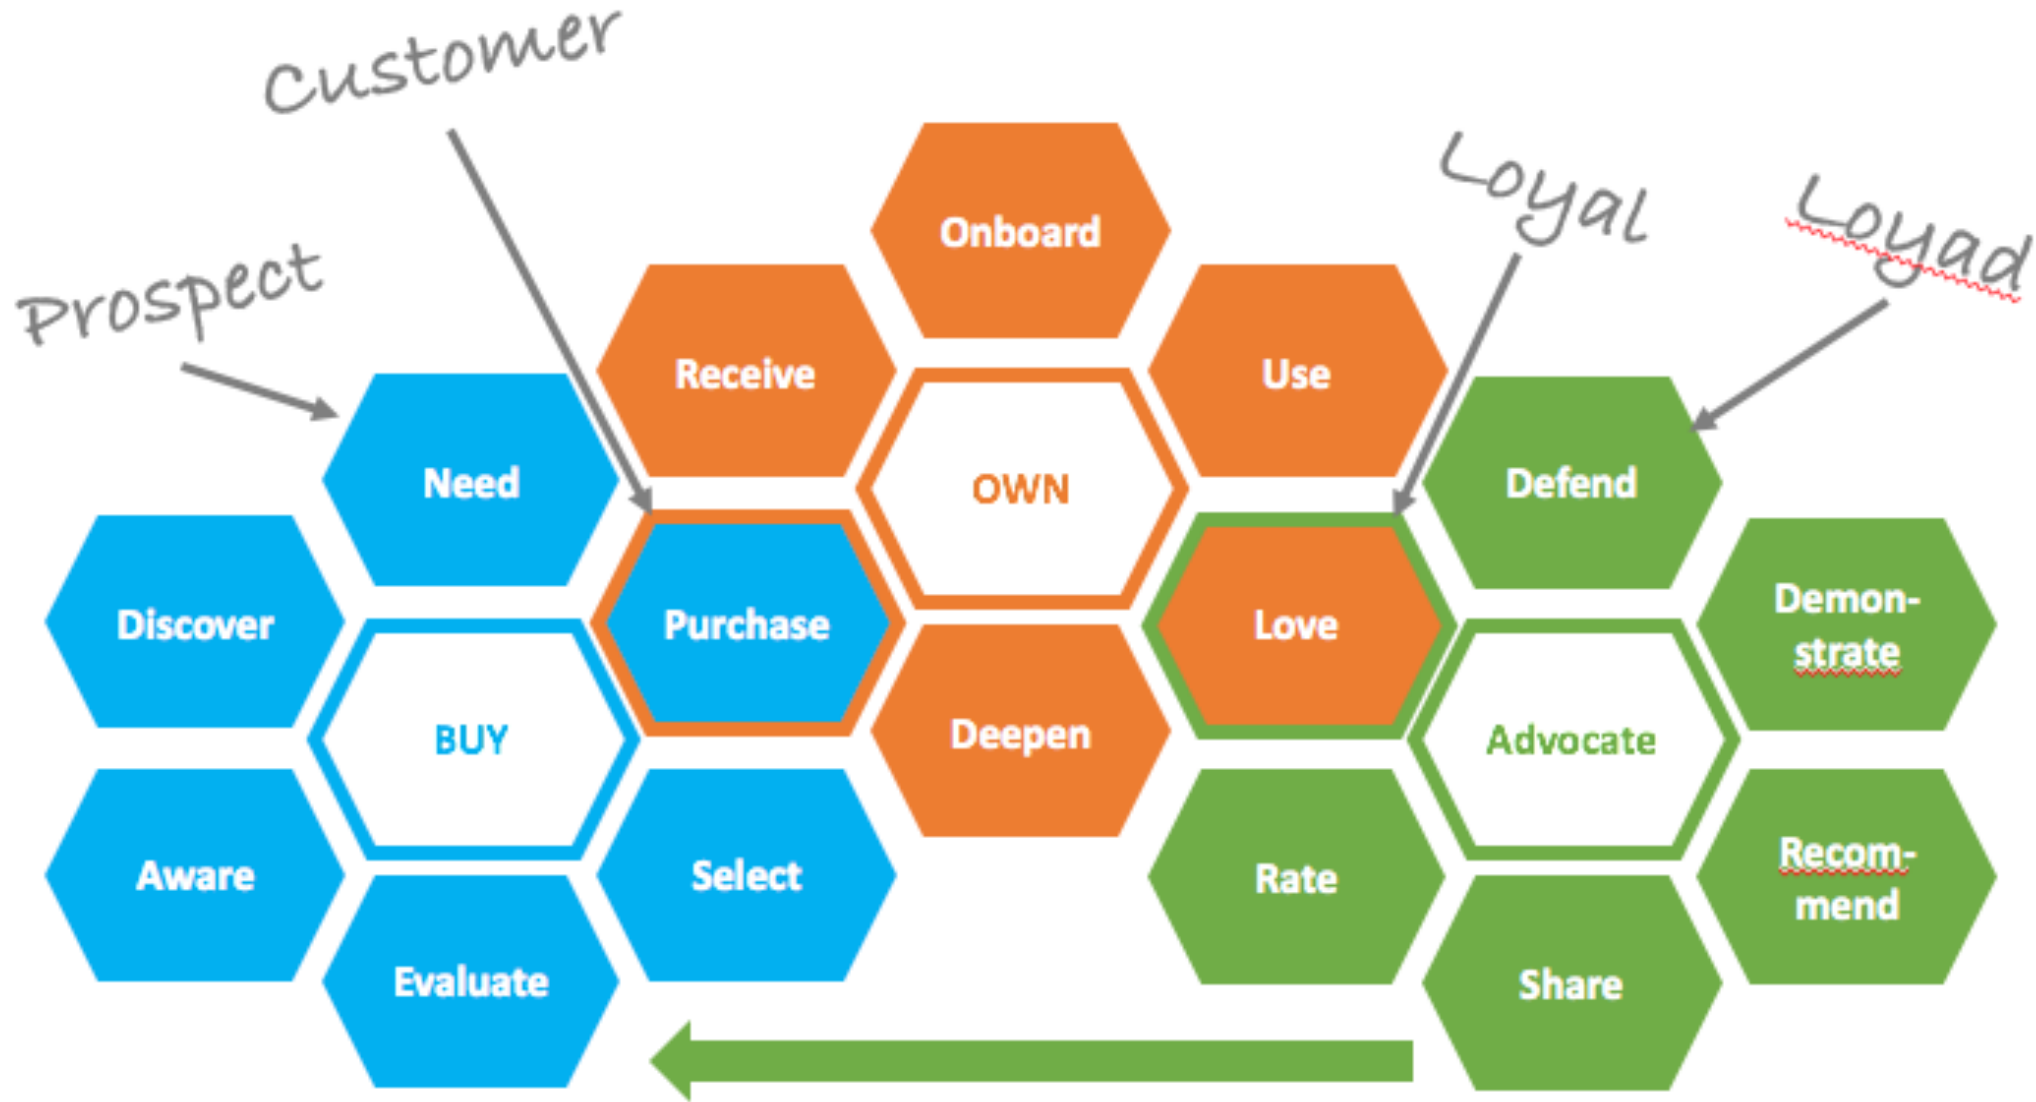 Customer
Prospect
Loyal
Loyad
Onboard
Receive
Use
OWN
Need
Discover
Purchase
BUY
Aware
Select
Evaluate
Deepen
Love
Defend
Demon-
strate
Advocate
Rate
Recom-
mend
Share